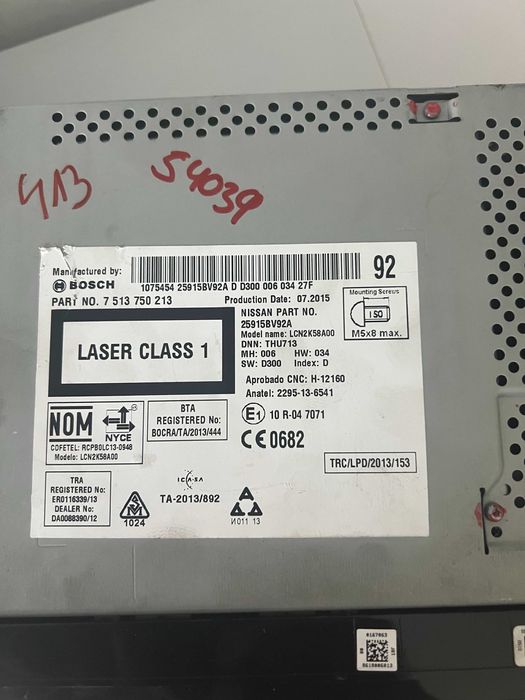 4A3
54039
Manufactured by:
BOSCH
1075454 25915BV92A D D300 006 034 27F
92
PART NO. 7 513 750 213
Production Date: 07.2015
LASER CLASS 1
NISSAN PART NO.
25915BV92A
Model name: LCN2K58A00
DNN: THU713
MH: 006 HW: 034
SW: D300 Index: D
Mounting Screws
ISO
M5x8 max.
Aprobado CNC: H-12160
Anatel: 2295-13-6541
E1 10 R-04 7071
CE0682
NOM
NYCE
COFETEL: RCPBOLC13-0948
Modelo: LCN2K58A00
BTA
REGISTERED No:
BOCRA/TA/2013/444
TRC/LPD/2013/153
TRA
REGISTERED No:
ER0116339/13
DEALER No:
DA0088390/12
1024
ICASA
TA-2013/892
И011 13
0167063
8618006013